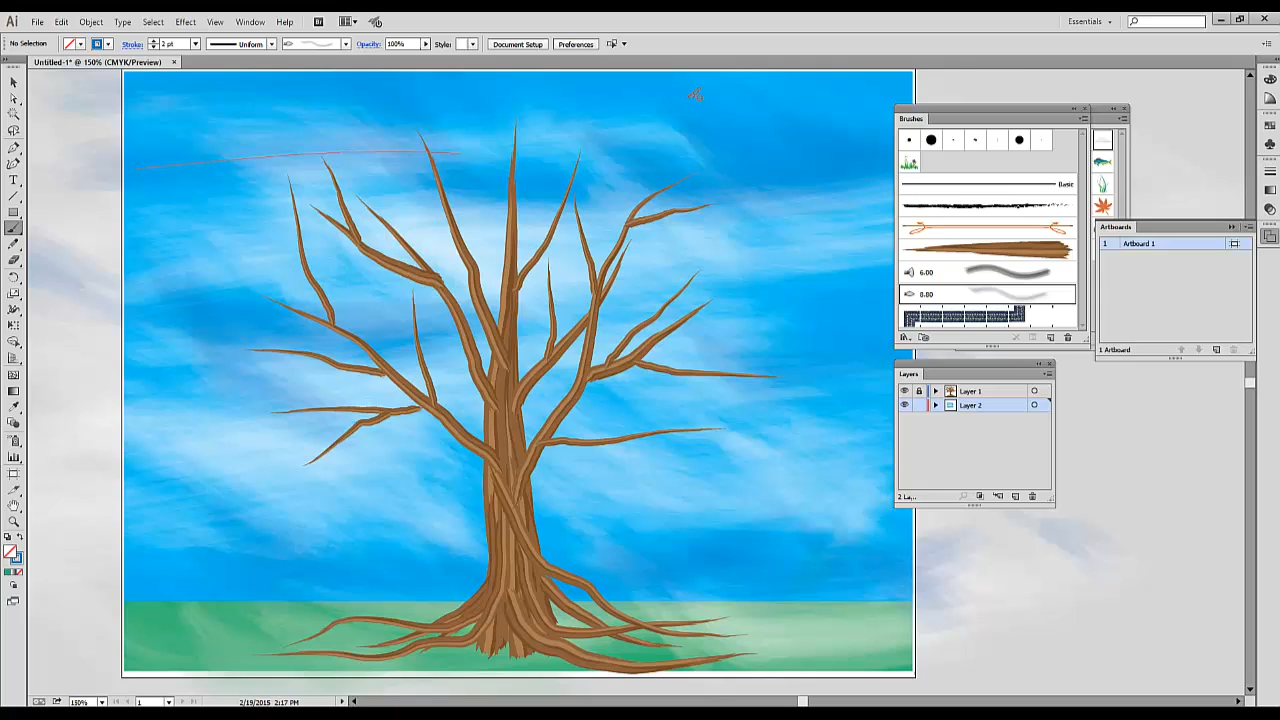 Ai File Edit Object Type Select Effect View Window Help Br Essentials
No Selection Stroke: 2 pt Uniform Opacity: 100% Style: Document Setup Preferences
Untitled-1* @ 150% (CMYK/Preview)
Brushes
Basic
6.00
8.80
Artboards
1 Artboard 1
1 Artboard
Layers
Layer 1
Layer 2
2 La...
150% 1 2/19/2015 2:17 PM